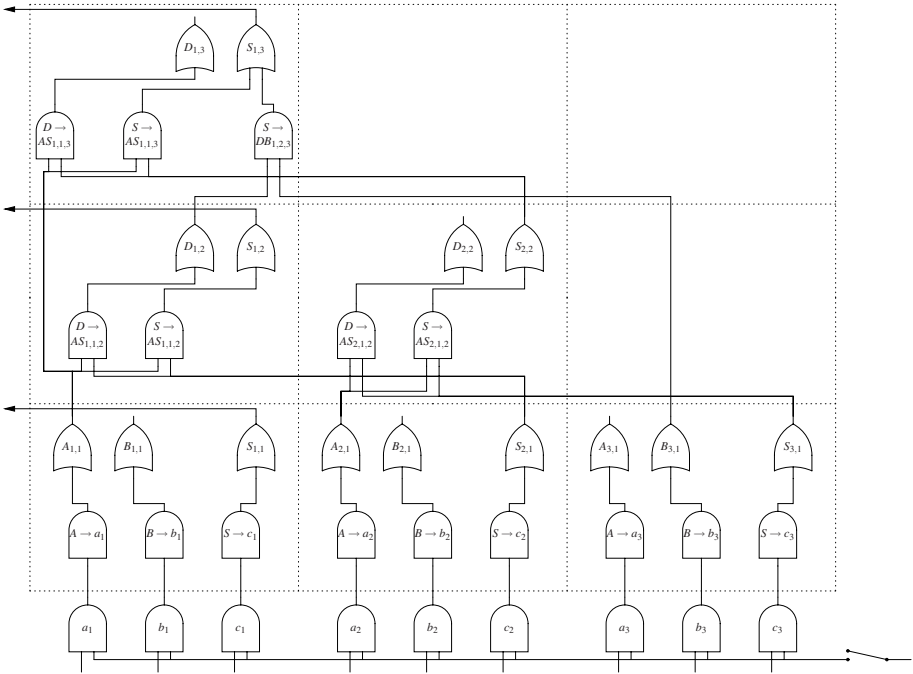 D1,3 S1,3
D → S → S →
AS1,1,3 AS1,1,3 DB1,2,3
D1,2 S1,2 D2,2 S2,2
D → S → D → S →
AS1,1,2 AS1,1,2 AS2,1,2 AS2,1,2
A1,1 B1,1 S1,1 A2,1 B2,1 S2,1 A3,1 B3,1 S3,1
A → a1 B → b1 S → c1 A → a2 B → b2 S → c2 A → a3 B → b3 S → c3
a1 b1 c1 a2 b2 c2 a3 b3 c3